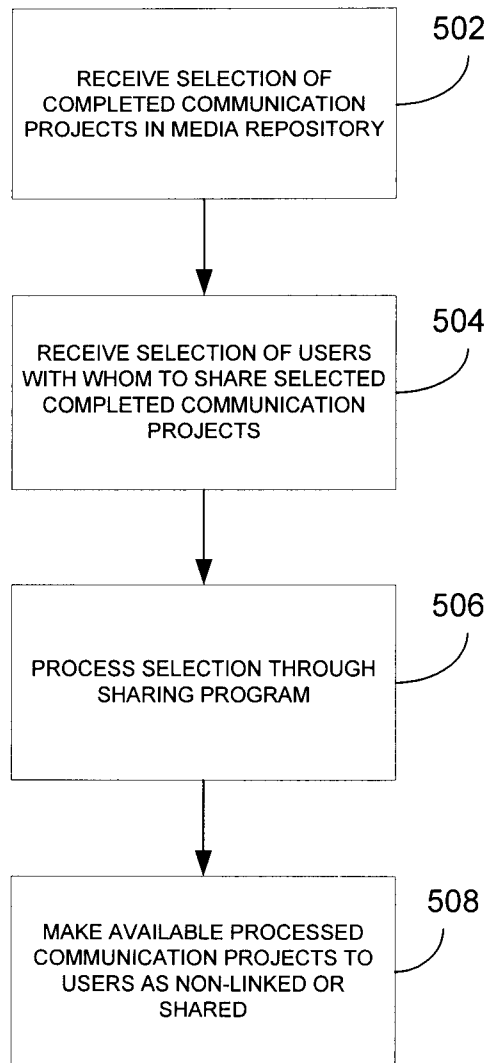 502
RECEIVE SELECTION OF
COMPLETED COMMUNICATION
PROJECTS IN MEDIA REPOSITORY
504
RECEIVE SELECTION OF USERS
WITH WHOM TO SHARE SELECTED
COMPLETED COMMUNICATION
PROJECTS
506
PROCESS SELECTION THROUGH
SHARING PROGRAM
508
MAKE AVAILABLE PROCESSED
COMMUNICATION PROJECTS TO
USERS AS NON-LINKED OR
SHARED